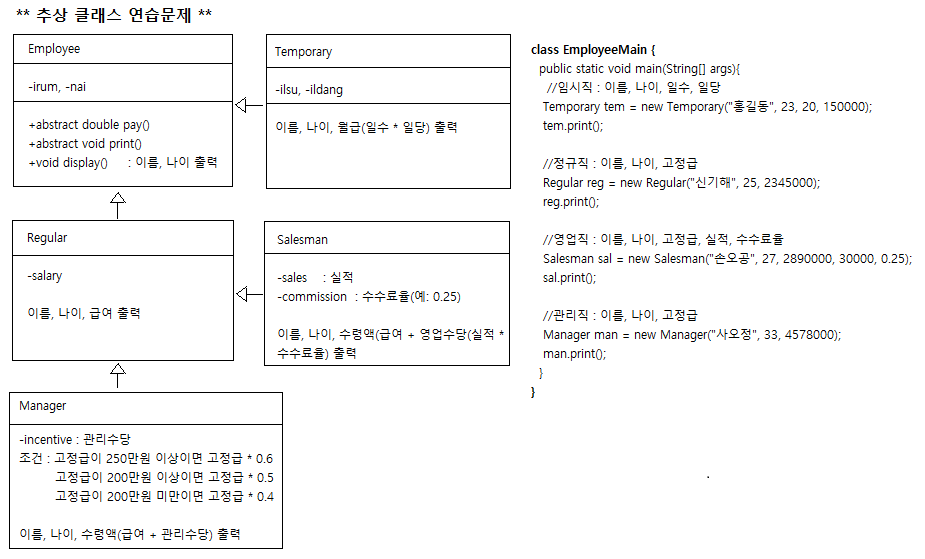 ** 추상 클래스 연습문제 **
Employee
-irum, -nai
+abstract double pay()
+abstract void print()
+void display() : 이름, 나이 출력
Temporary
-ilsu, -ildang
이름, 나이, 월급(일수 * 일당) 출력
Regular
-salary
이름, 나이, 급여 출력
Salesman
-sales : 실적
-commission : 수수료율(예: 0.25)
이름, 나이, 수령액(급여 + 영업수당(실적 *
수수료율) 출력
Manager
-incentive : 관리수당
조건 : 고정급이 250만원 이상이면 고정급 * 0.6
고정급이 200만원 이상이면 고정급 * 0.5
고정급이 200만원 미만이면 고정급 * 0.4
이름, 나이, 수령액(급여 + 관리수당) 출력
class EmployeeMain {
public static void main(String[] args){
//임시직 : 이름, 나이, 일수, 일당
Temporary tem = new Temporary("홍길동", 23, 20, 150000);
tem.print();
//정규직 : 이름, 나이, 고정급
Regular reg = new Regular("신기해", 25, 2345000);
reg.print();
//영업직 : 이름, 나이, 고정급, 실적, 수수료율
Salesman sal = new Salesman("손오공", 27, 2890000, 30000, 0.25);
sal.print();
//관리직 : 이름, 나이, 고정급
Manager man = new Manager("사오정", 33, 4578000);
man.print();
}
}